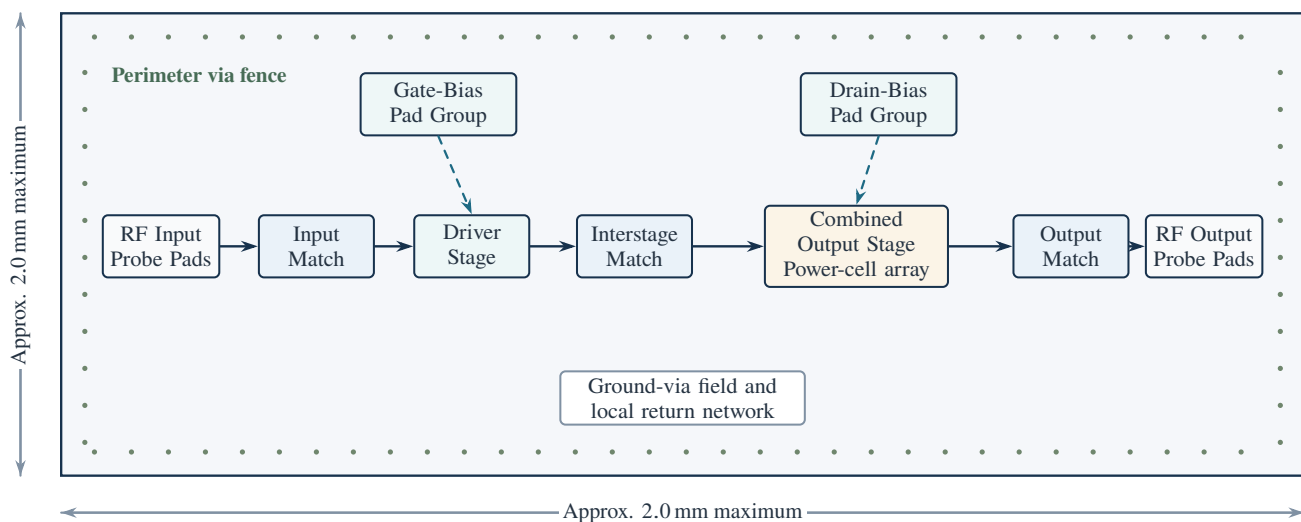 Perimeter via fence
Gate-Bias
Pad Group
Drain-Bias
Pad Group
RF Input
Probe Pads
Input
Match
Driver
Stage
Interstage
Match
Combined
Output Stage
Power-cell array
Output
Match
RF Output
Probe Pads
Ground-via field and
local return network
Approx. 2.0 mm maximum
Approx. 2.0 mm maximum